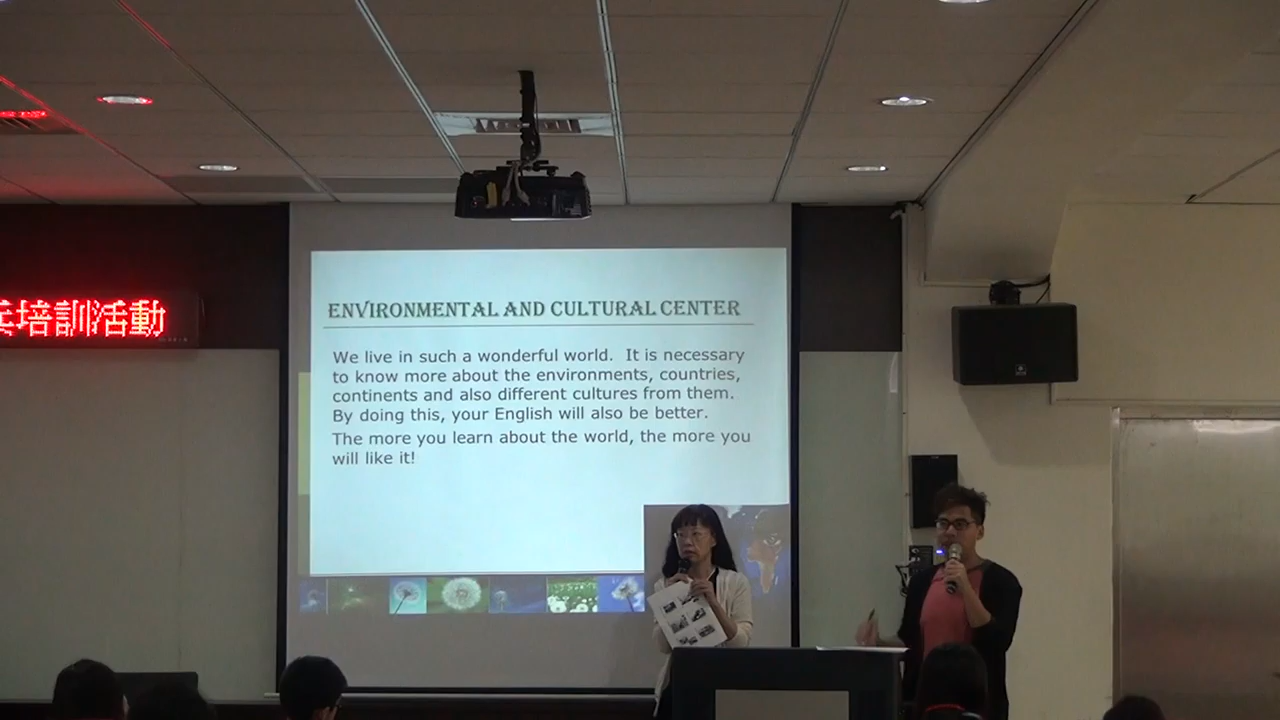 培訓活動
ENVIRONMENTAL AND CULTURAL CENTER
We live in such a wonderful world. It is necessary
to know more about the environments, countries,
continents and also different cultures from them.
By doing this, your English will also be better.
The more you learn about the world, the more you
will like it!